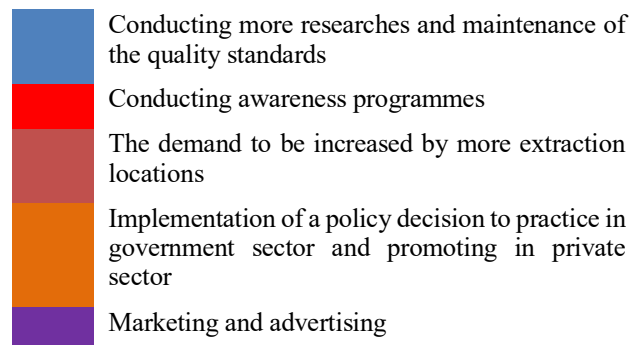 Conducting more researches and maintenance of
the quality standards
Conducting awareness programmes
The demand to be increased by more extraction
locations
Implementation of a policy decision to practice in
government sector and promoting in private
sector
Marketing and advertising